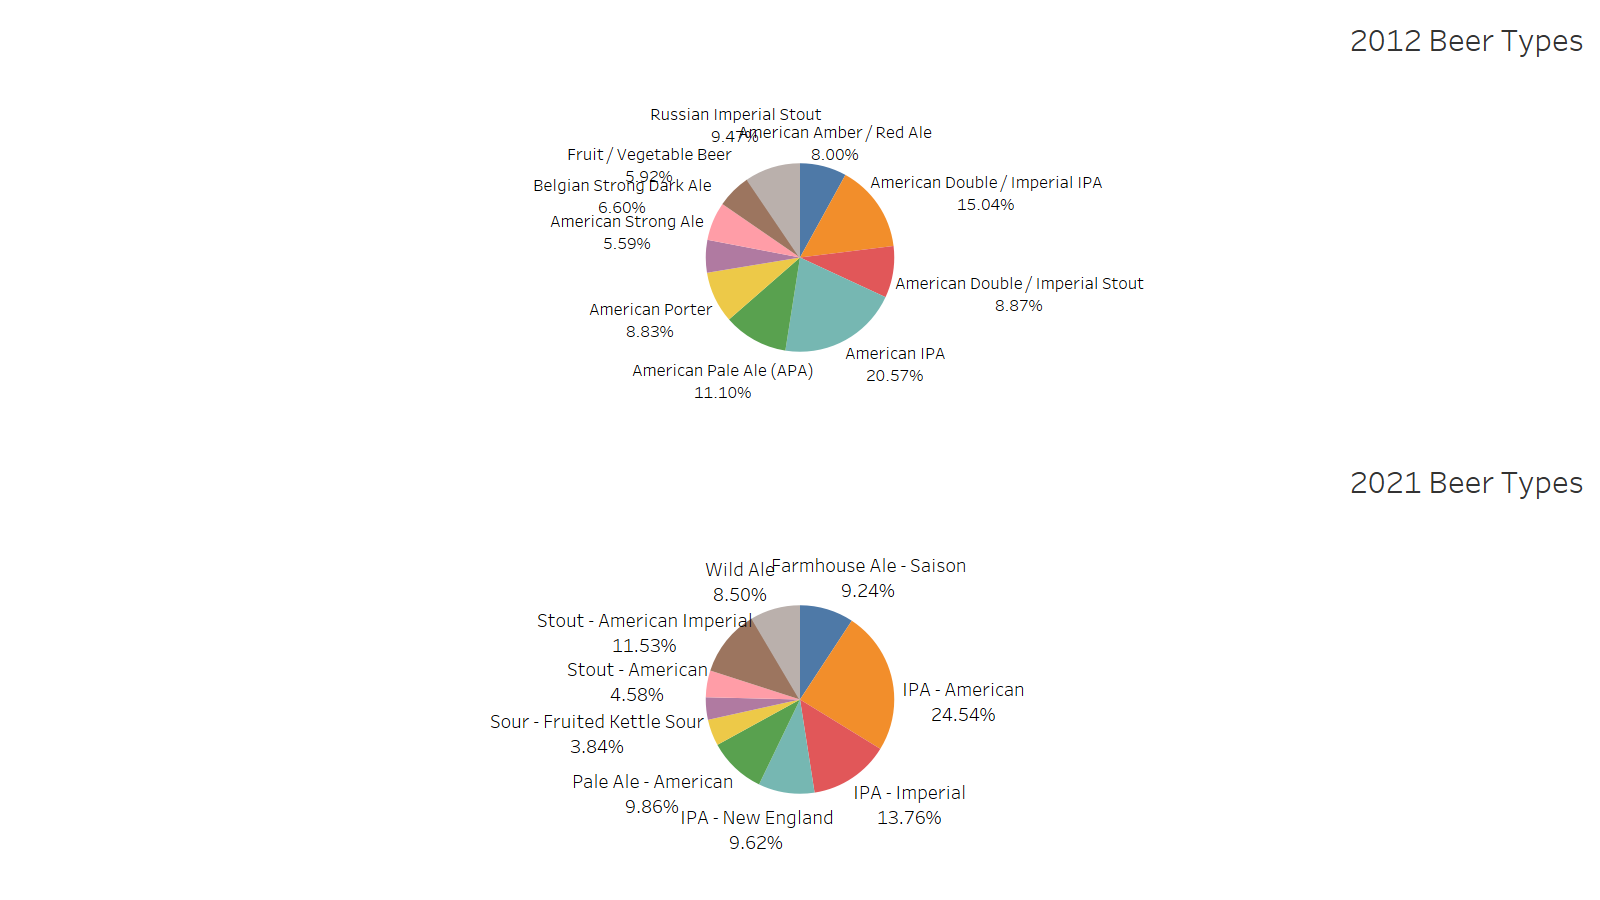 2012 Beer Types
Russian Imperial Stout
9.47%
American Amber / Red Ale
8.00%
Fruit / Vegetable Beer
5.92%
American Double / Imperial IPA
15.04%
Belgian Strong Dark Ale
6.60%
American Strong Ale
5.59%
American Double / Imperial Stout
8.87%
American Porter
8.83%
American IPA
20.57%
American Pale Ale (APA)
11.10%
2021 Beer Types
Wild Ale
8.50%
Farmhouse Ale - Saison
9.24%
Stout - American Imperial
11.53%
Stout - American
4.58%
IPA - American
24.54%
Sour - Fruited Kettle Sour
3.84%
Pale Ale - American
9.86%
IPA - Imperial
13.76%
IPA - New England
9.62%